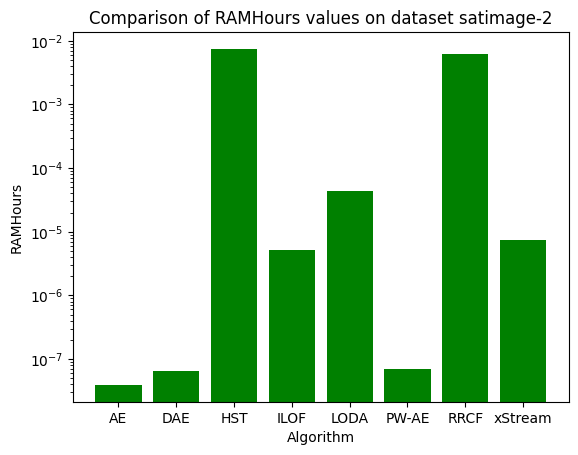 Comparison of RAMHours values on dataset satimage-2
10⁻²
10⁻³
10⁻⁴
10⁻⁵
10⁻⁶
10⁻⁷
RAMHours
AE DAE HST ILOF LODA PW-AE RRCF xStream
Algorithm